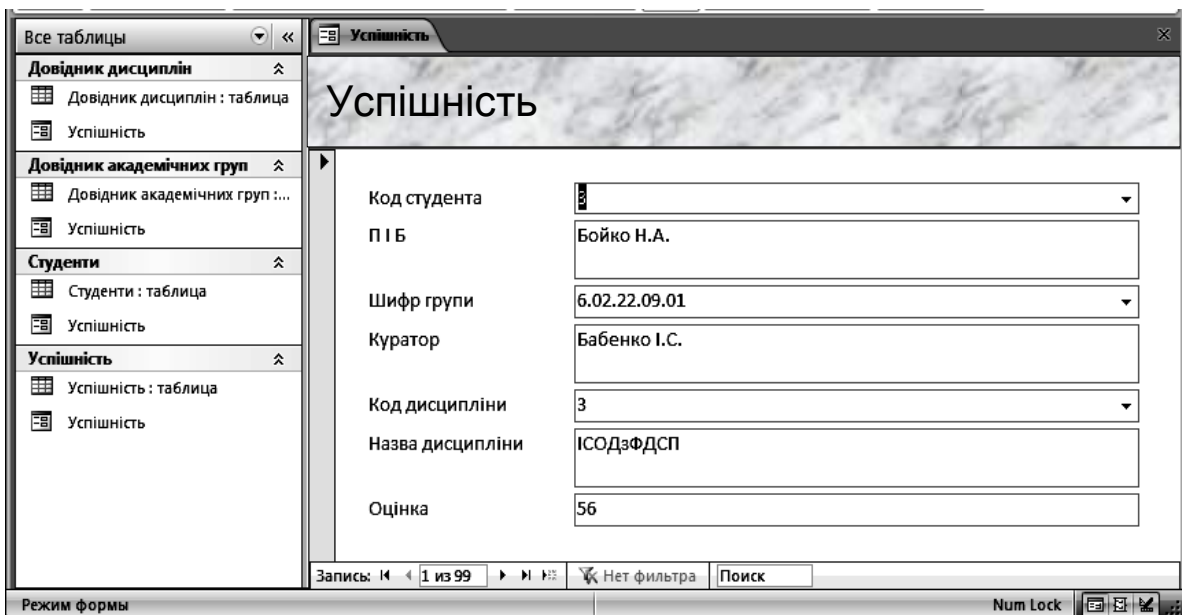 Все таблицы
Довідник дисциплін
Довідник дисциплін : таблица
Успішність
Довідник академічних груп
Довідник академічних груп :...
Успішність
Студенти
Студенти : таблица
Успішність
Успішність
Успішність : таблица
Успішність
Успішність
Успішність
Код студента
П І Б Бойко Н.А.
Шифр групи 6.02.22.09.01
Куратор Бабенко І.С.
Код дисципліни 3
Назва дисципліни ІСОДзФДСП
Оцінка 56
Запись: 1 из 99 Нет фильтра Поиск
Режим формы Num Lock